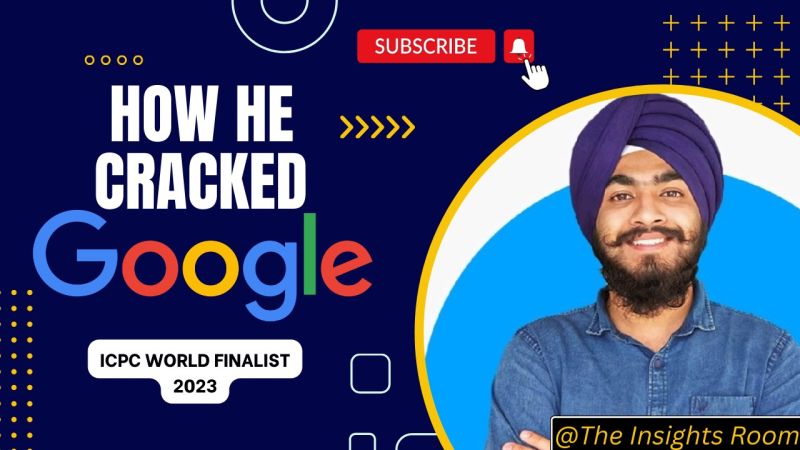 SUBSCRIBE
HOW HE
CRACKED
Google
ICPC WORLD FINALIST
2023
@The Insights Room